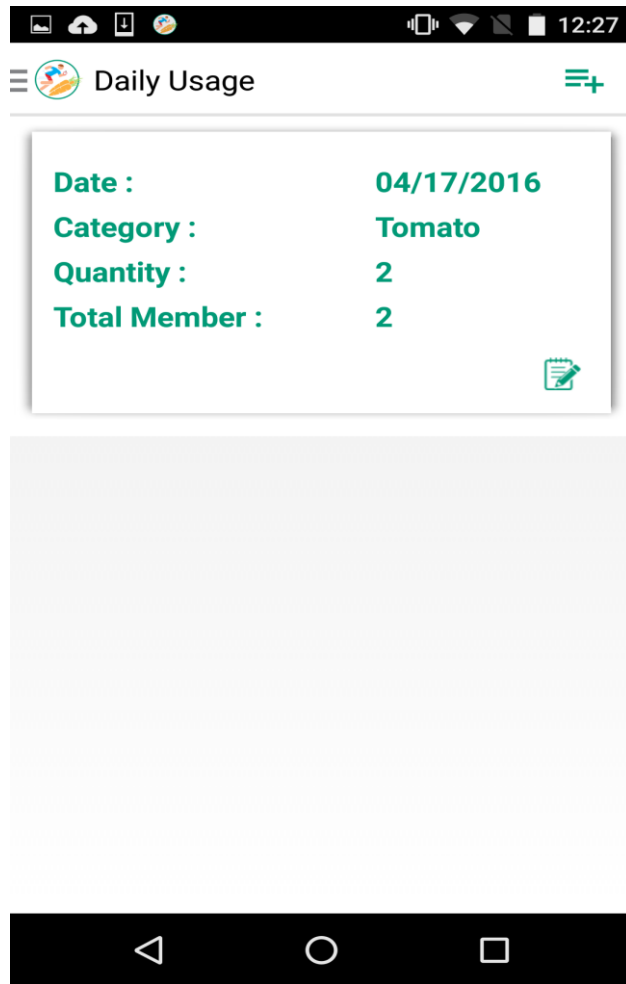 12:27
Daily Usage
Date : 04/17/2016
Category : Tomato
Quantity : 2
Total Member : 2